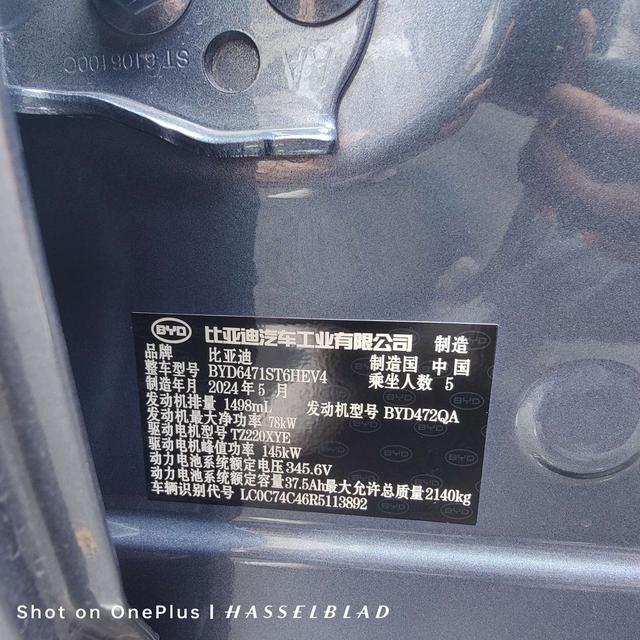 ST 6106100C
BYD 比亚迪汽车工业有限公司 制造
品牌 比亚迪 制造国 中国
整车型号 BYD6471ST6HEV4 乘坐人数 5
制造年月 2024年5月
发动机排量 1498mL 发动机型号 BYD472QA
发动机最大净功率 78kW
驱动电机型号 TZ220XYE
驱动电机峰值功率 145kW
动力电池系统额定电压 345.6V
动力电池系统额定容量 37.5Ah 最大允许总质量 2140kg
车辆识别代号 LC0C74C46R5113892
Shot on OnePlus | HASSELBLAD